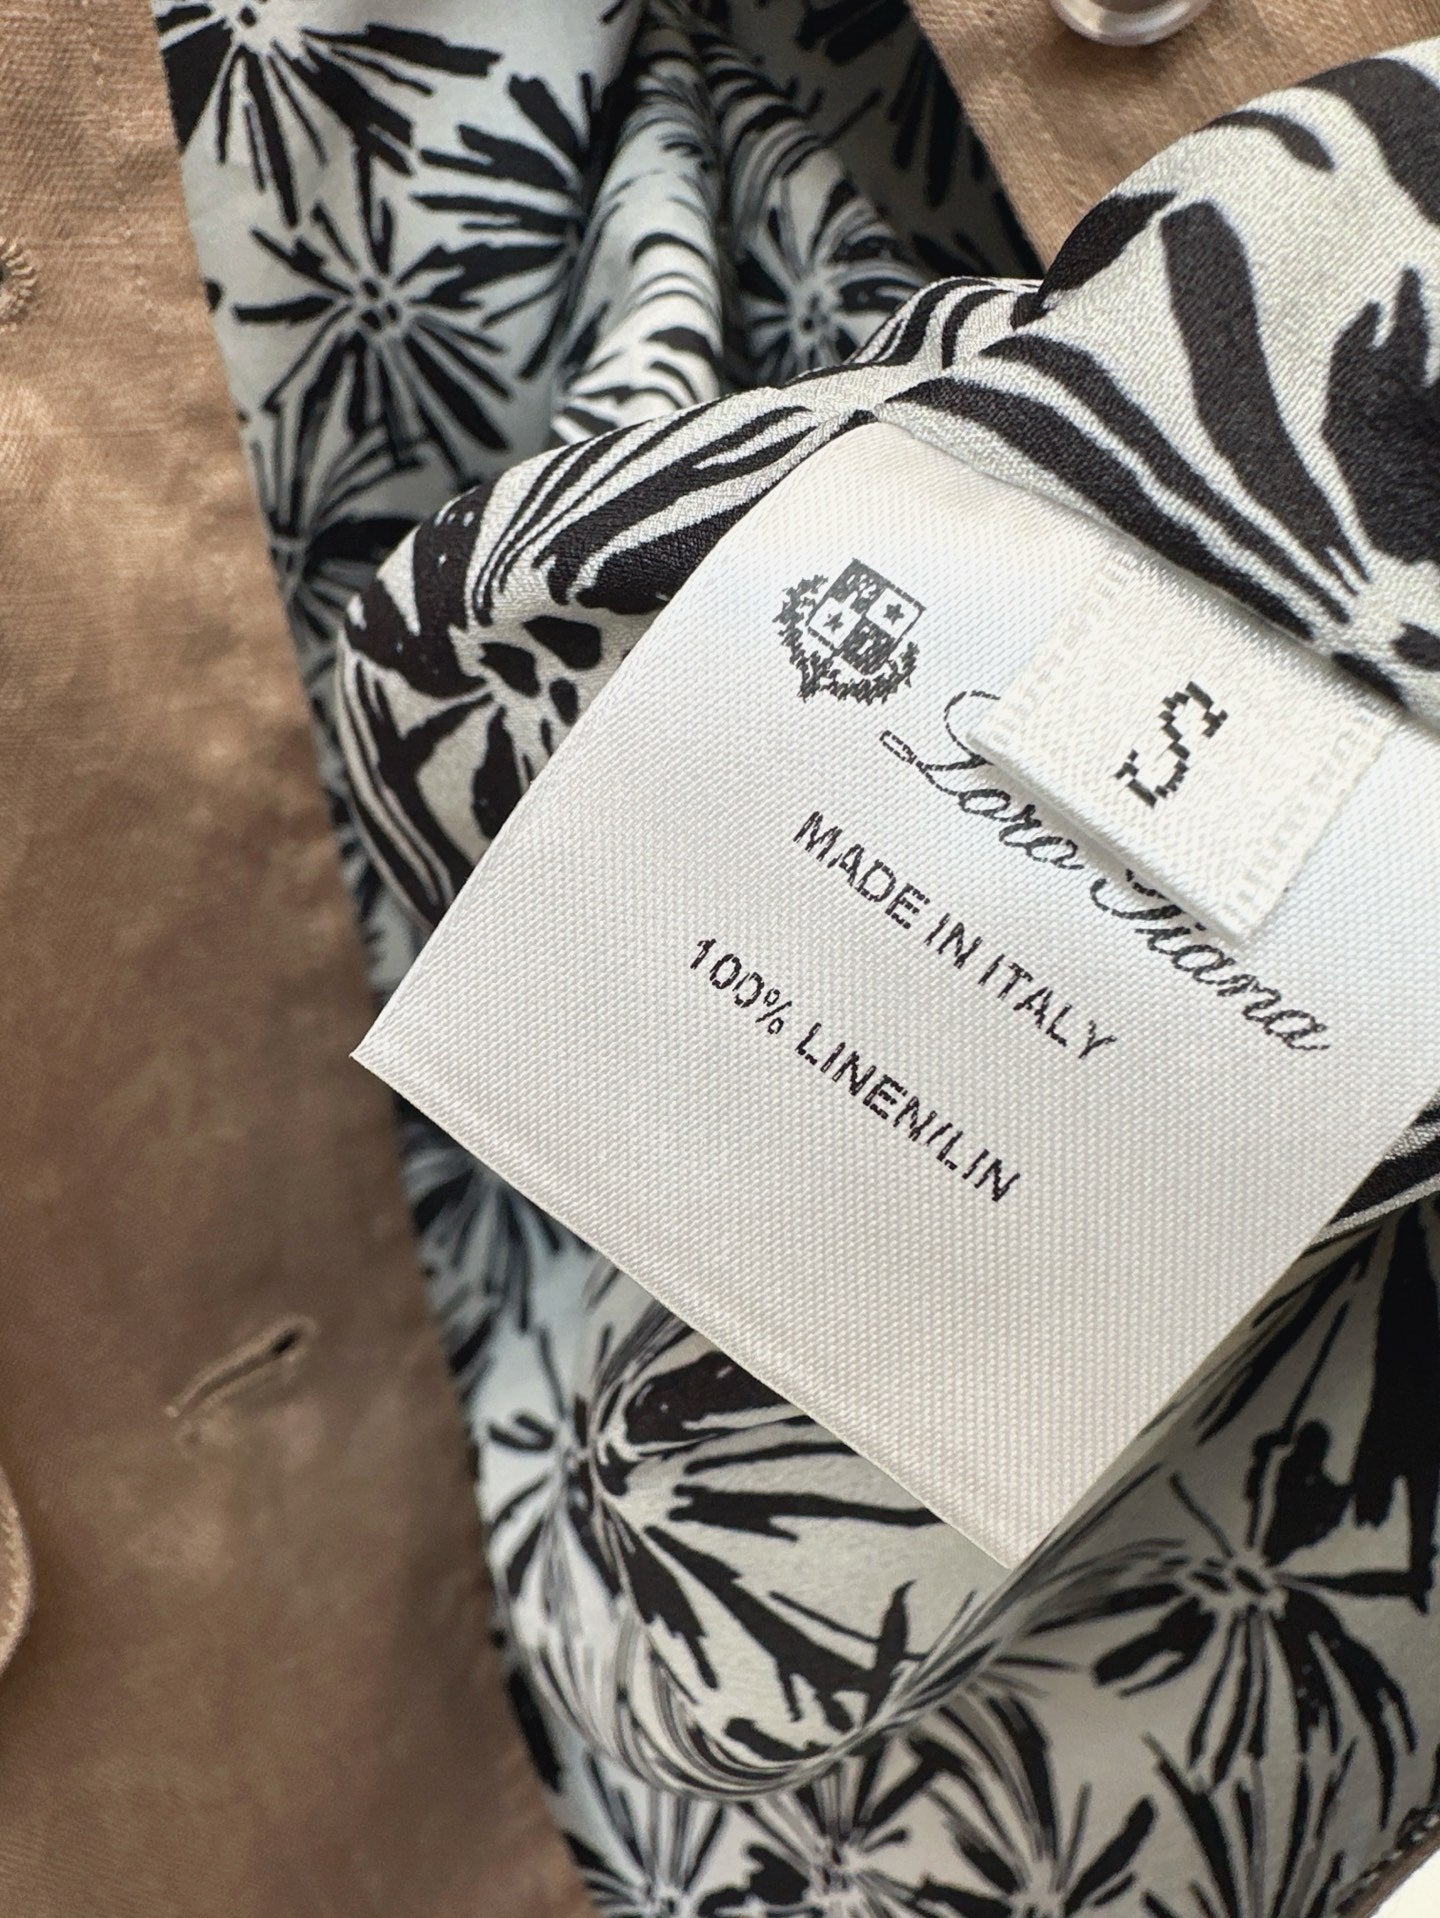 S
Loro Piana
MADE IN ITALY
100% LINEN/LIN